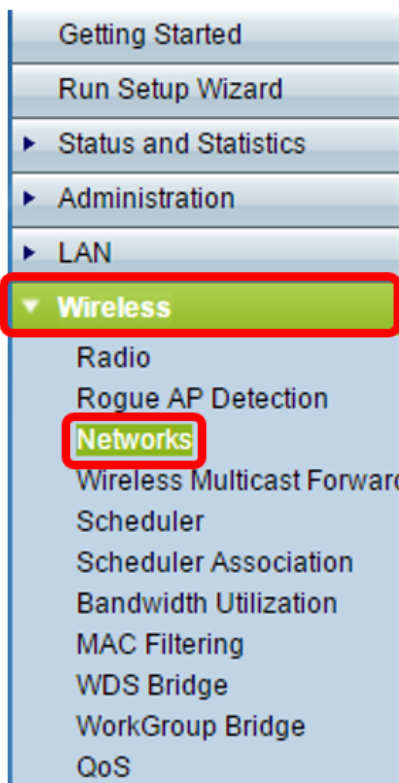 Getting Started
Run Setup Wizard
Status and Statistics
Administration
LAN
Wireless
Radio
Rogue AP Detection
Networks
Wireless Multicast Forward
Scheduler
Scheduler Association
Bandwidth Utilization
MAC Filtering
WDS Bridge
WorkGroup Bridge
QoS